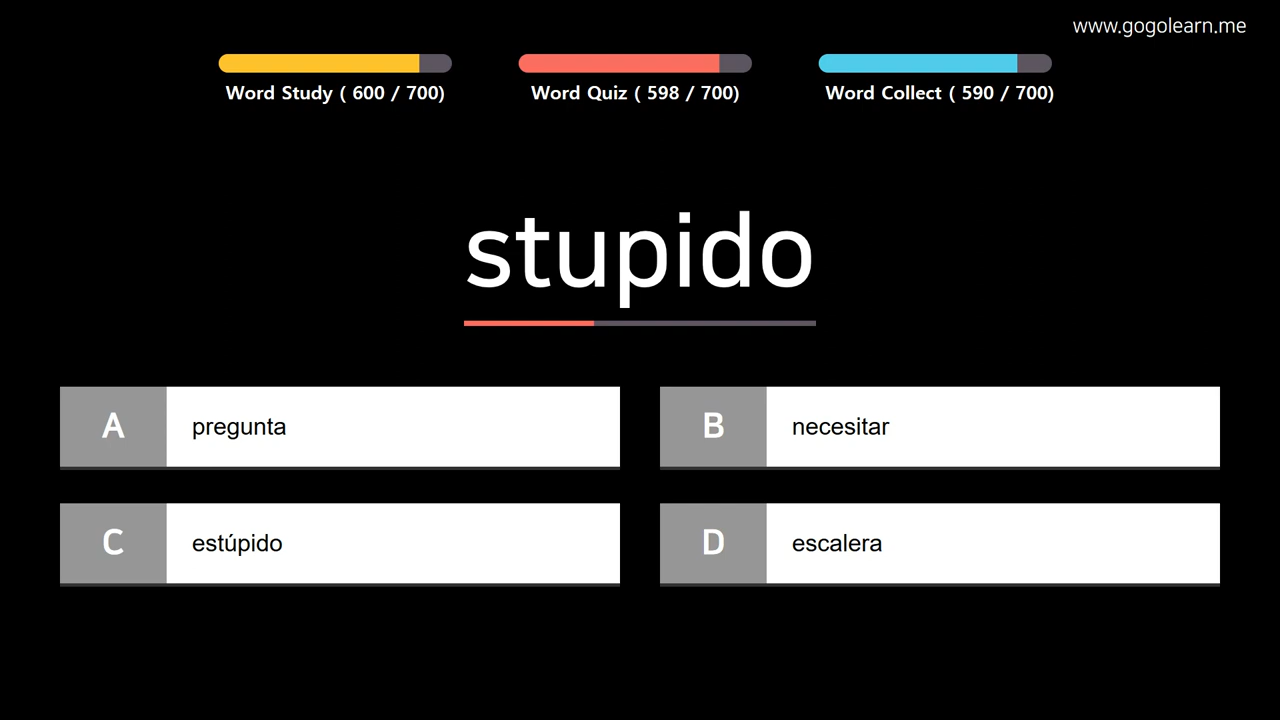 www.gogolearn.me
Word Study ( 600 / 700)
Word Quiz ( 598 / 700)
Word Collect ( 590 / 700)
stupido
A pregunta
B necesitar
C estúpido
D escalera